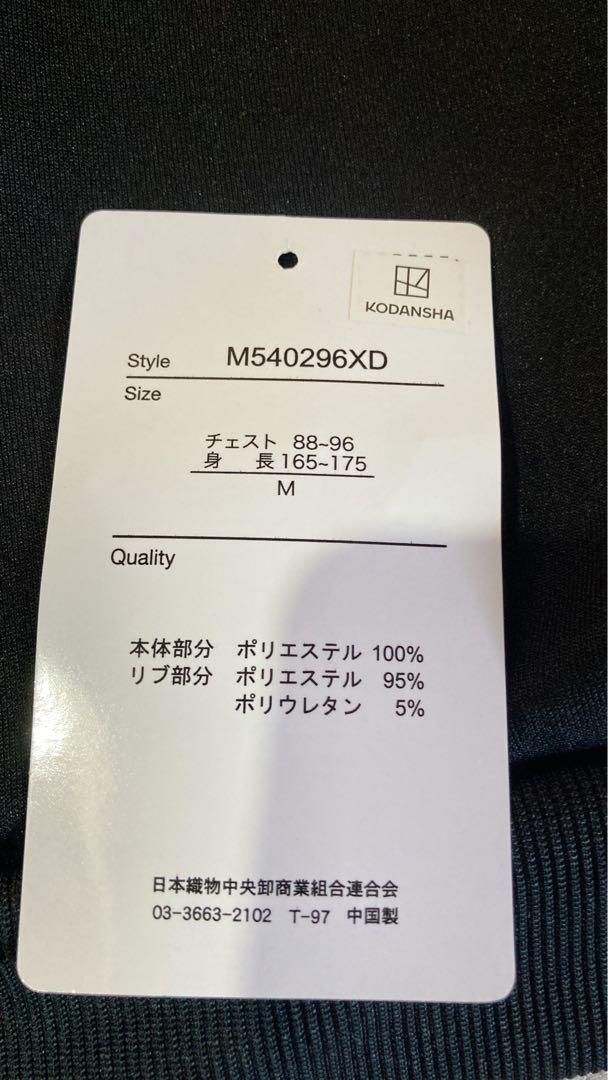 KODANSHA
Style M540296XD
Size
チェスト 88~96
身 長 165~175
M
Quality
本体部分 ポリエステル 100%
リブ部分 ポリエステル 95%
ポリウレタン 5%
日本織物中央卸商業組合連合会
03-3663-2102 T-97 中国製